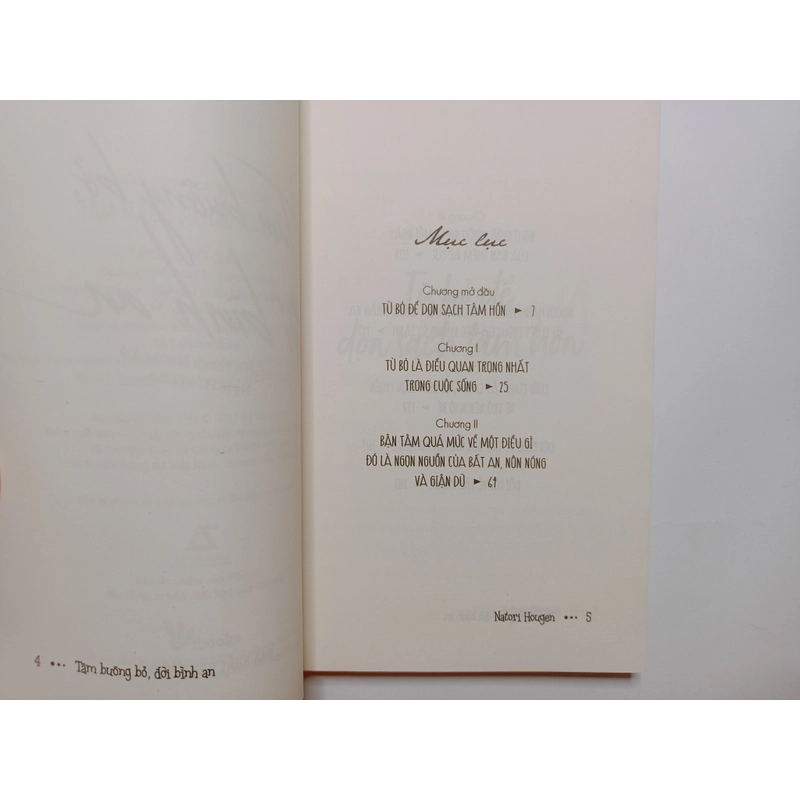 4 ••• Tâm buông bỏ, đời bình an
Mục lục
Chương mở đầu
TỪ BỎ ĐỂ DỌN SẠCH TÂM HỒN ► 7
Chương I
TỪ BỎ LÀ ĐIỀU QUAN TRỌNG NHẤT
TRONG CUỘC SỐNG ► 25
Chương II
BẬN TÂM QUÁ MỨC VỀ MỘT ĐIỀU GÌ
ĐÓ LÀ NGỌN NGUỒN CỦA BẤT AN, NÔN NÓNG
VÀ GIẬN DỮ ► 69
Natori Hougen ••• 5